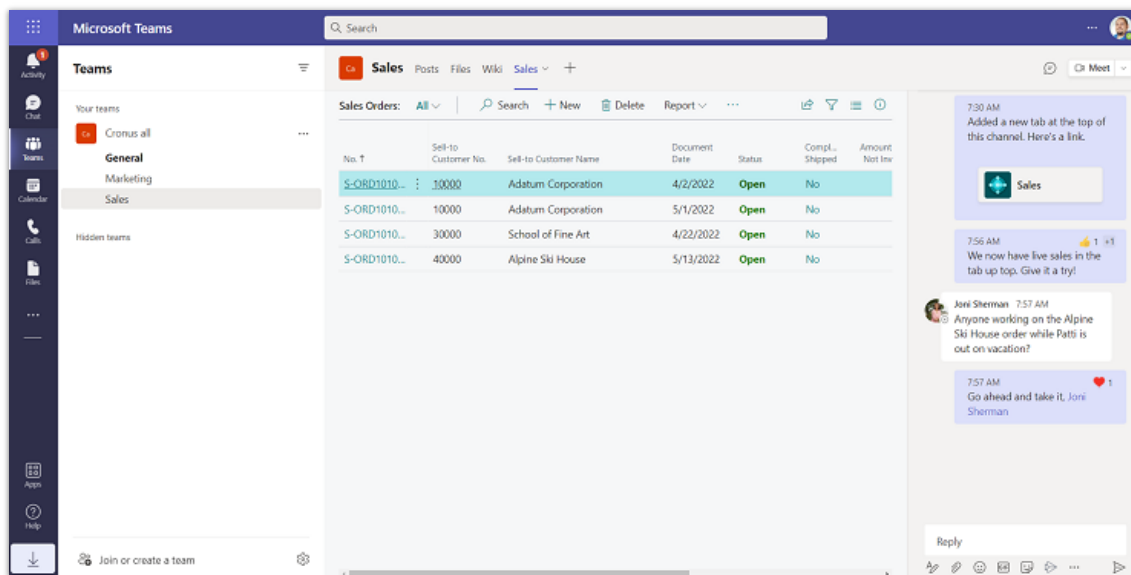 Microsoft Teams
Search
Activity
1
Chat
Teams
Calendar
Calls
Files
Apps
Help
Teams
Your teams
Ca Cronus all
General
Marketing
Sales
Hidden teams
Join or create a team
Ca Sales Posts Files Wiki Sales
Meet
Sales Orders: All Search New Delete Report
No. ↑ Sell-to Customer No. Sell-to Customer Name Document Date Status Compl... Shipped Amount Not Inv
S-ORD1010... 10000 Adatum Corporation 4/2/2022 Open No
S-ORD1010... 10000 Adatum Corporation 5/1/2022 Open No
S-ORD1010... 30000 School of Fine Art 4/22/2022 Open No
S-ORD1010... 40000 Alpine Ski House 5/13/2022 Open No
7:30 AM
Added a new tab at the top of
this channel. Here's a link.
Sales
7:56 AM 1 +1
We now have live sales in the
tab up top. Give it a try!
Joni Sherman 7:57 AM
Anyone working on the Alpine
Ski House order while Patti is
out on vacation?
7:57 AM 1
Go ahead and take it, Joni
Sherman
Reply